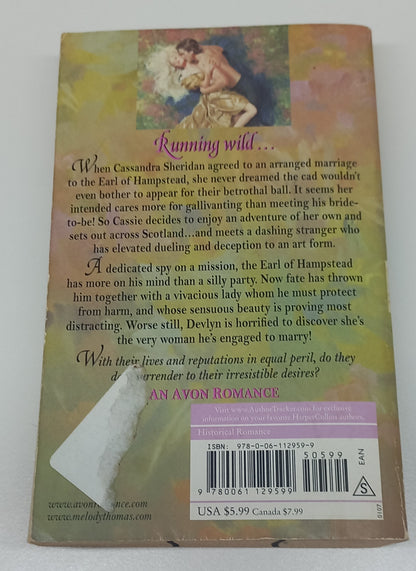 Running wild...
When Cassandra Sheridan agreed to an arranged marriage
to the Earl of Hampstead, she never dreamed the cad wouldn't
even bother to appear for their betrothal ball. It seems her
intended cares more for gallivanting than meeting his bride-
to-be! So Cassie decides to enjoy an adventure of her own and
sets out across Scotland...and meets a dashing stranger who
has elevated dueling and deception to an art form.
A dedicated spy on a mission, the Earl of Hampstead
has more on his mind than a silly party. Now fate has thrown
him together with a vivacious lady whom he must protect
from harm, and whose sensuous beauty is proving most
distracting. Worse still, Devlyn is horrified to discover she's
the very woman he's engaged to marry!
With their lives and reputations in equal peril, do they
surrender to their irresistible desires?
AN AVON ROMANCE
Visit www.AuthorTracker.com for exclusive
information on your favorite HarperCollins authors.
Historical Romance
ISBN: 978-0-06-112959-9
50599
EAN
S
9 780061 129599
0107
USA $5.99 Canada $7.99
www.melodythomas.com